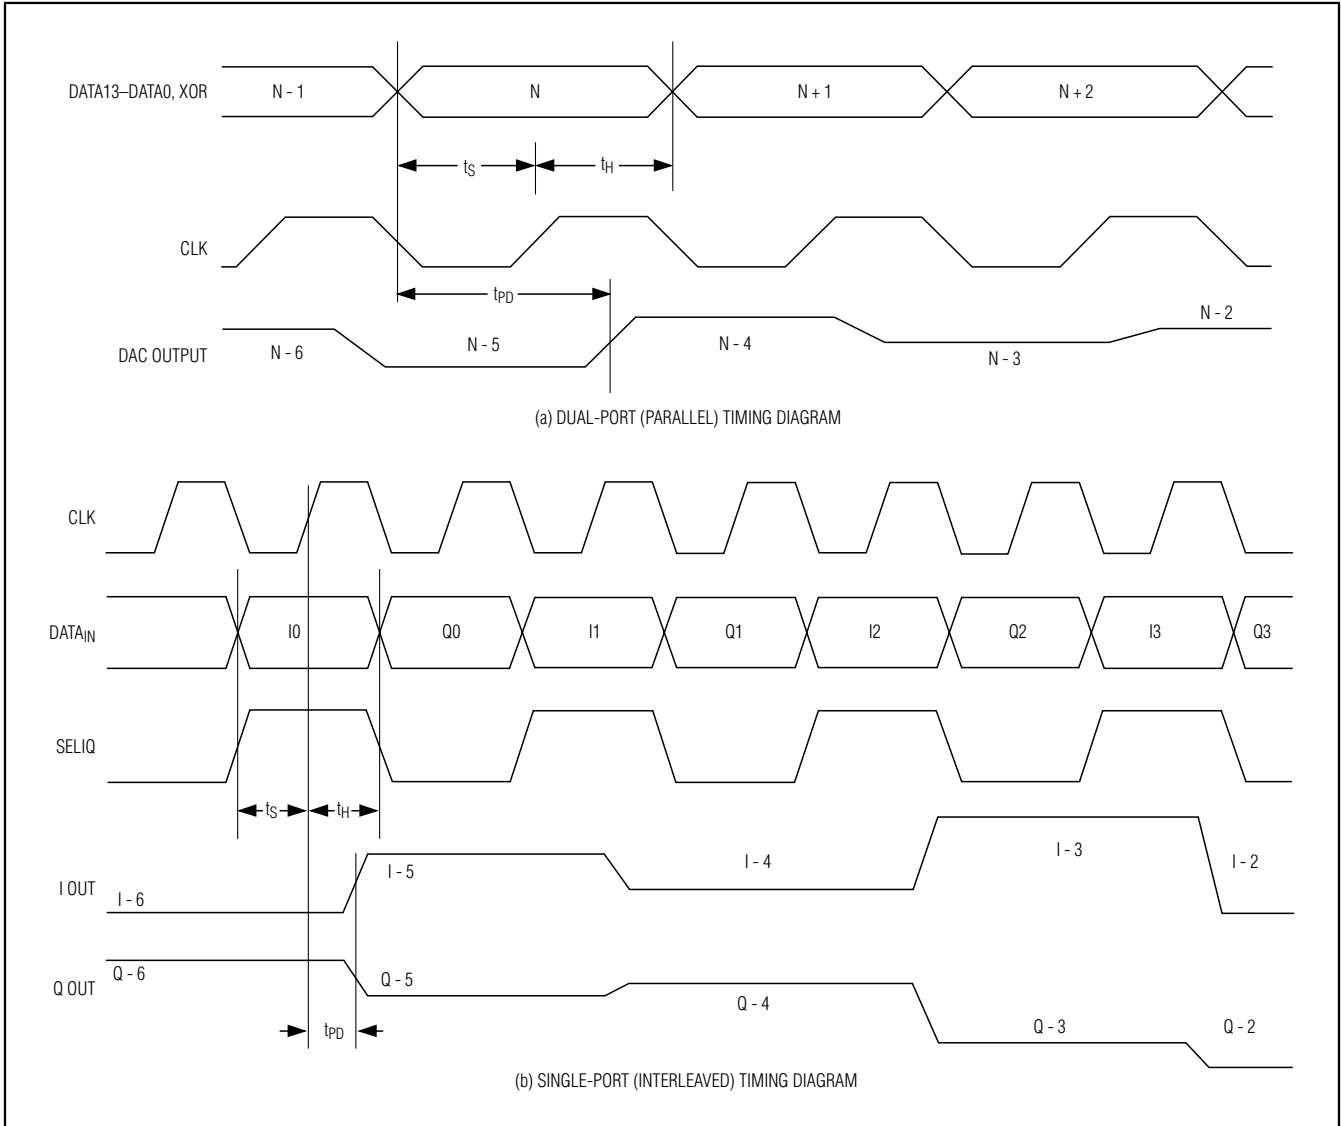 DATA13–DATA0, XOR
N - 1
N
N + 1
N + 2
tS
tH
CLK
tPD
DAC OUTPUT
N - 6
N - 5
N - 4
N - 3
N - 2
(a) DUAL-PORT (PARALLEL) TIMING DIAGRAM
CLK
DATAIN
I0
Q0
I1
Q1
I2
Q2
I3
Q3
SELIQ
tS
tH
I OUT
I - 6
I - 5
I - 4
I - 3
I - 2
Q OUT
Q - 6
Q - 5
Q - 4
Q - 3
Q - 2
tPD
(b) SINGLE-PORT (INTERLEAVED) TIMING DIAGRAM